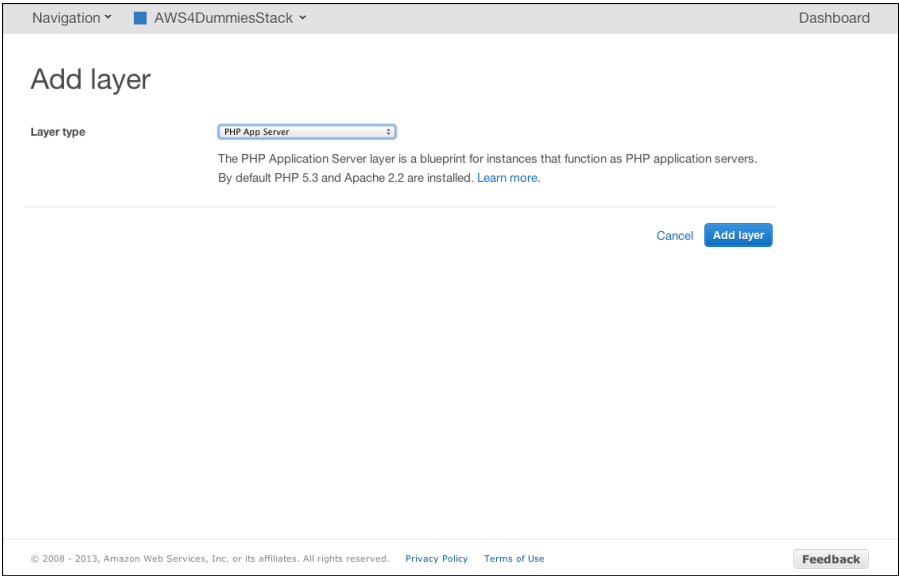 Navigation AWS4DummiesStack Dashboard
Add layer
Layer type PHP App Server
The PHP Application Server layer is a blueprint for instances that function as PHP application servers.
By default PHP 5.3 and Apache 2.2 are installed. Learn more.
Cancel Add layer
© 2008 - 2013, Amazon Web Services, Inc. or its affiliates. All rights reserved. Privacy Policy Terms of Use Feedback